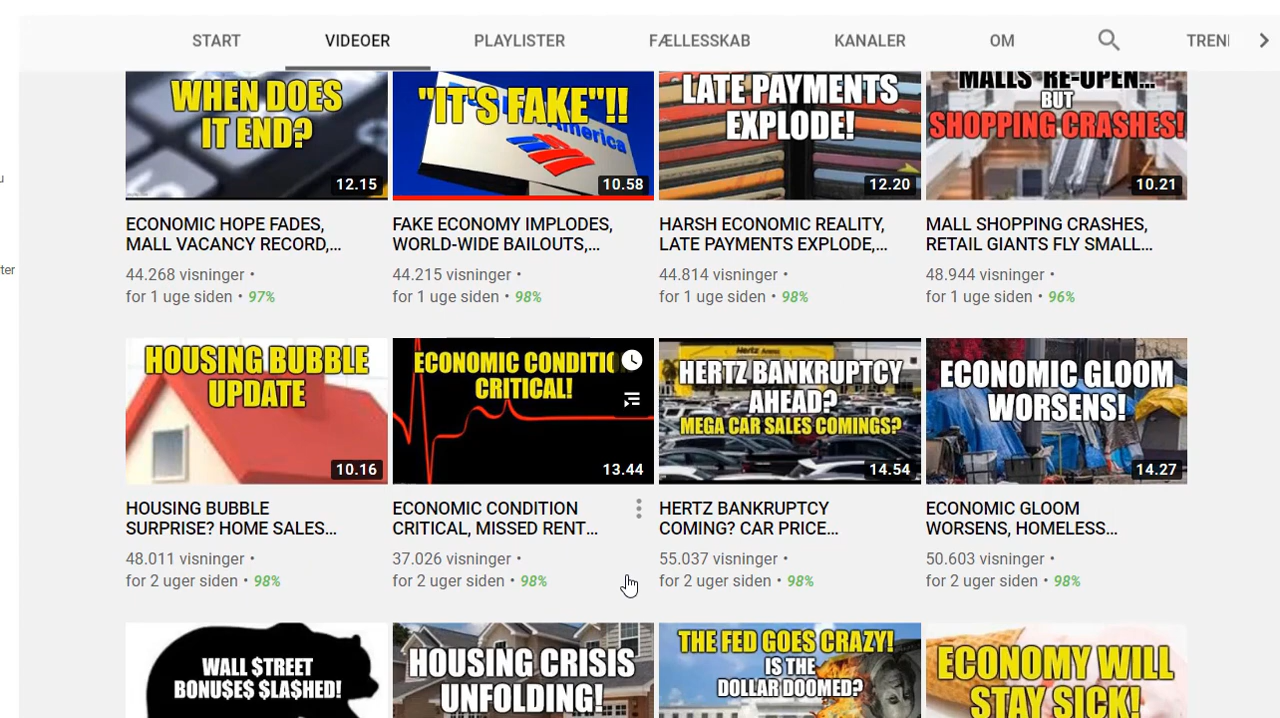 START VIDEOER PLAYLISTER FÆLLESSKAB KANALER OM TREN
u
ter
WHEN DOES
IT END?
12.15
"IT'S FAKE"!!
America
10.58
LATE PAYMENTS
EXPLODE!
12.20
MALLS RE-OPEN...
BUT
SHOPPING CRASHES!
10.21
ECONOMIC HOPE FADES,
MALL VACANCY RECORD,...
44.268 visninger •
for 1 uge siden • 97%
FAKE ECONOMY IMPLODES,
WORLD-WIDE BAILOUTS,...
44.215 visninger •
for 1 uge siden • 98%
HARSH ECONOMIC REALITY,
LATE PAYMENTS EXPLODE,...
44.814 visninger •
for 1 uge siden • 98%
MALL SHOPPING CRASHES,
RETAIL GIANTS FLY SMALL...
48.944 visninger •
for 1 uge siden • 96%
HOUSING BUBBLE
UPDATE
10.16
ECONOMIC CONDITIO
CRITICAL!
13.44
Hertz
HERTZ BANKRUPTCY
AHEAD?
MEGA CAR SALES COMINGS?
14.54
ECONOMIC GLOOM
WORSENS!
14.27
HOUSING BUBBLE
SURPRISE? HOME SALES...
48.011 visninger •
for 2 uger siden • 98%
ECONOMIC CONDITION
CRITICAL, MISSED RENT...
37.026 visninger •
for 2 uger siden • 98%
HERTZ BANKRUPTCY
COMING? CAR PRICE...
55.037 visninger •
for 2 uger siden • 98%
ECONOMIC GLOOM
WORSENS, HOMELESS...
50.603 visninger •
for 2 uger siden • 98%
WALL $TREET
BONU$E$ $LA$HED!
HOUSING CRISIS
UNFOLDING!
THE FED GOES CRAZY!
IS THE
DOLLAR DOOMED?
ECONOMY WILL
STAY SICK!